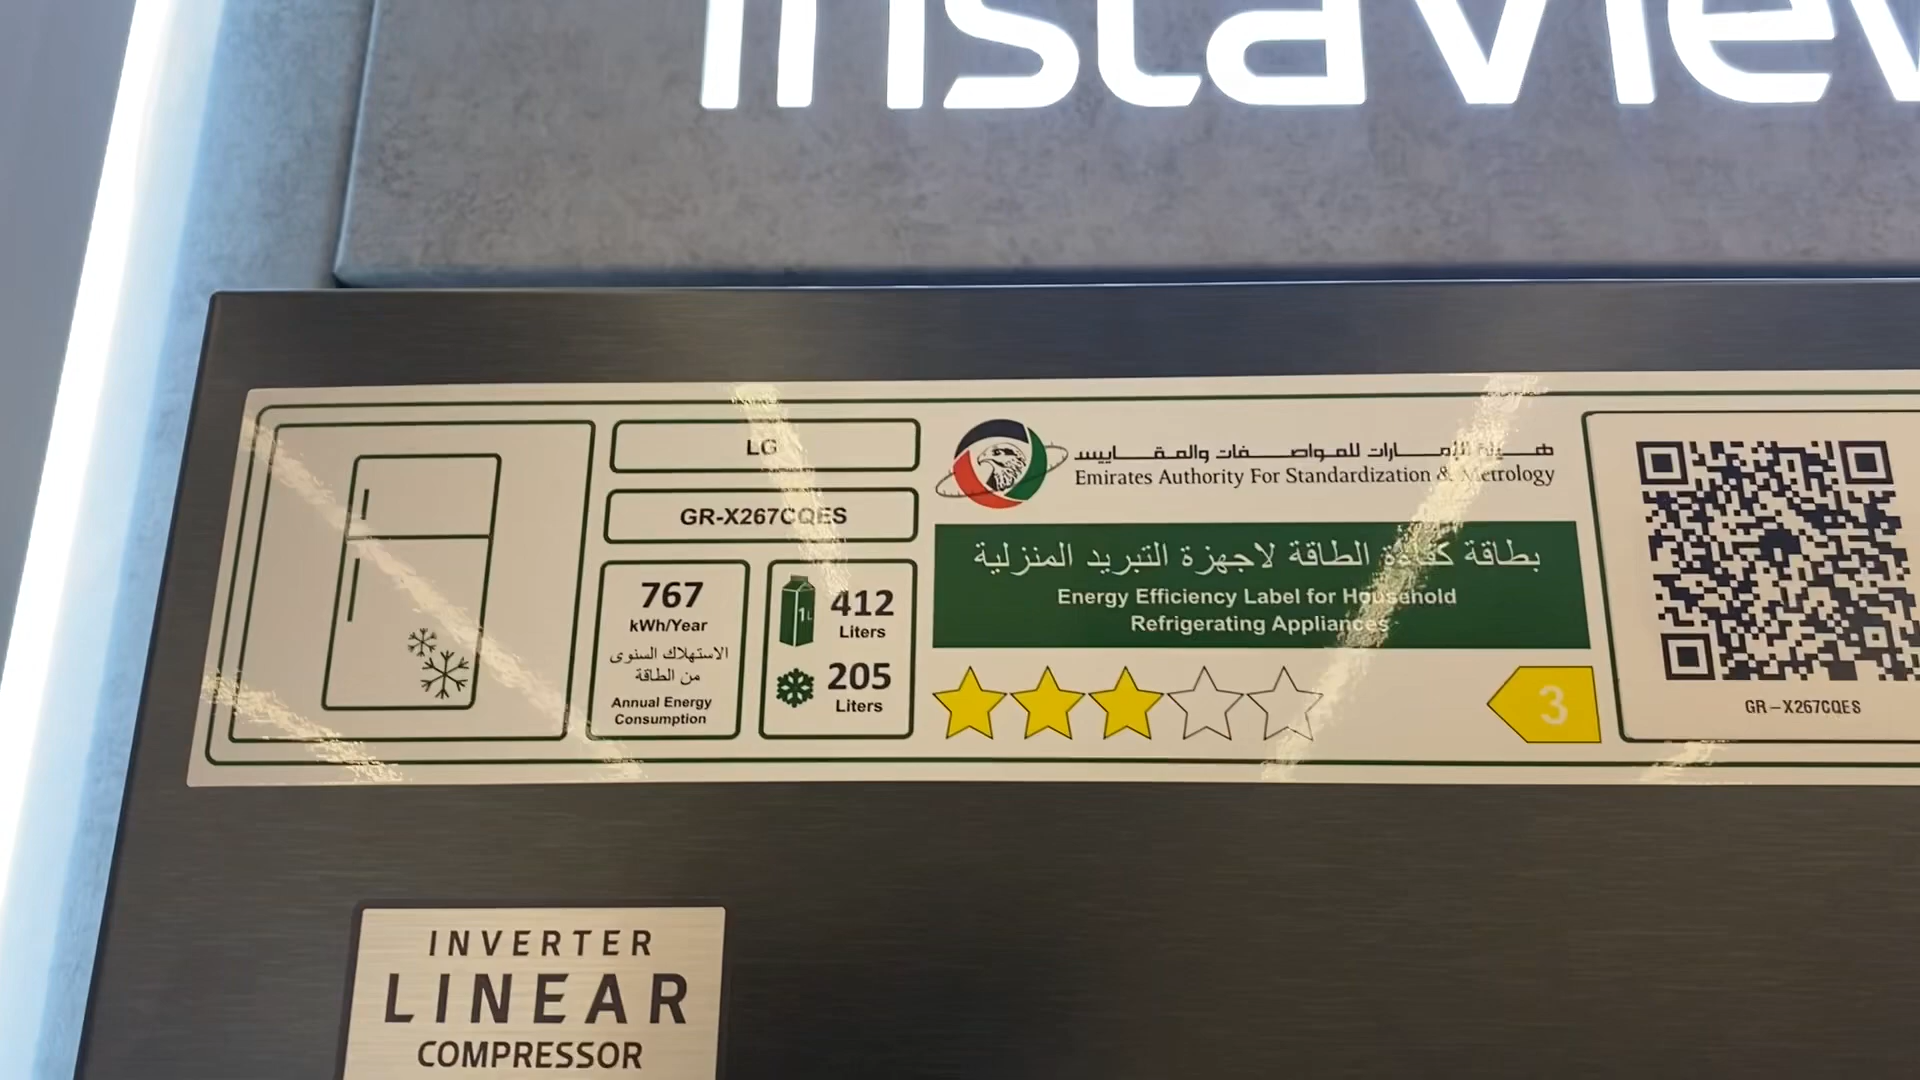 InstaView
LG
GR-X267CQES
767
kWh/Year
الاستهلاك السنوى
من الطاقة
Annual Energy
Consumption
1L
412
Liters
205
Liters
هيئة الإمارات للمواصفات والمقاييس
Emirates Authority For Standardization & Metrology
بطاقة كفاءة الطاقة لاجهزة التبريد المنزلية
Energy Efficiency Label for Household
Refrigerating Appliances
3
GR-X267CQES
INVERTER
LINEAR
COMPRESSOR